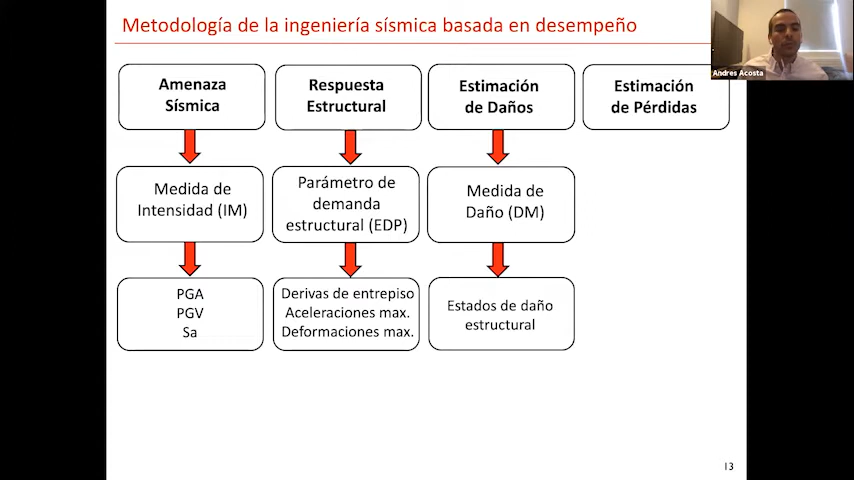 Metodología de la ingeniería sísmica basada en desempeño
Andres Acosta
Amenaza
Sísmica
Respuesta
Estructural
Estimación
de Daños
Estimación
de Pérdidas
Medida de
Intensidad (IM)
Parámetro de
demanda
estructural (EDP)
Medida de
Daño (DM)
PGA
PGV
Sa
Derivas de entrepiso
Aceleraciones max.
Deformaciones max.
Estados de daño
estructural
13